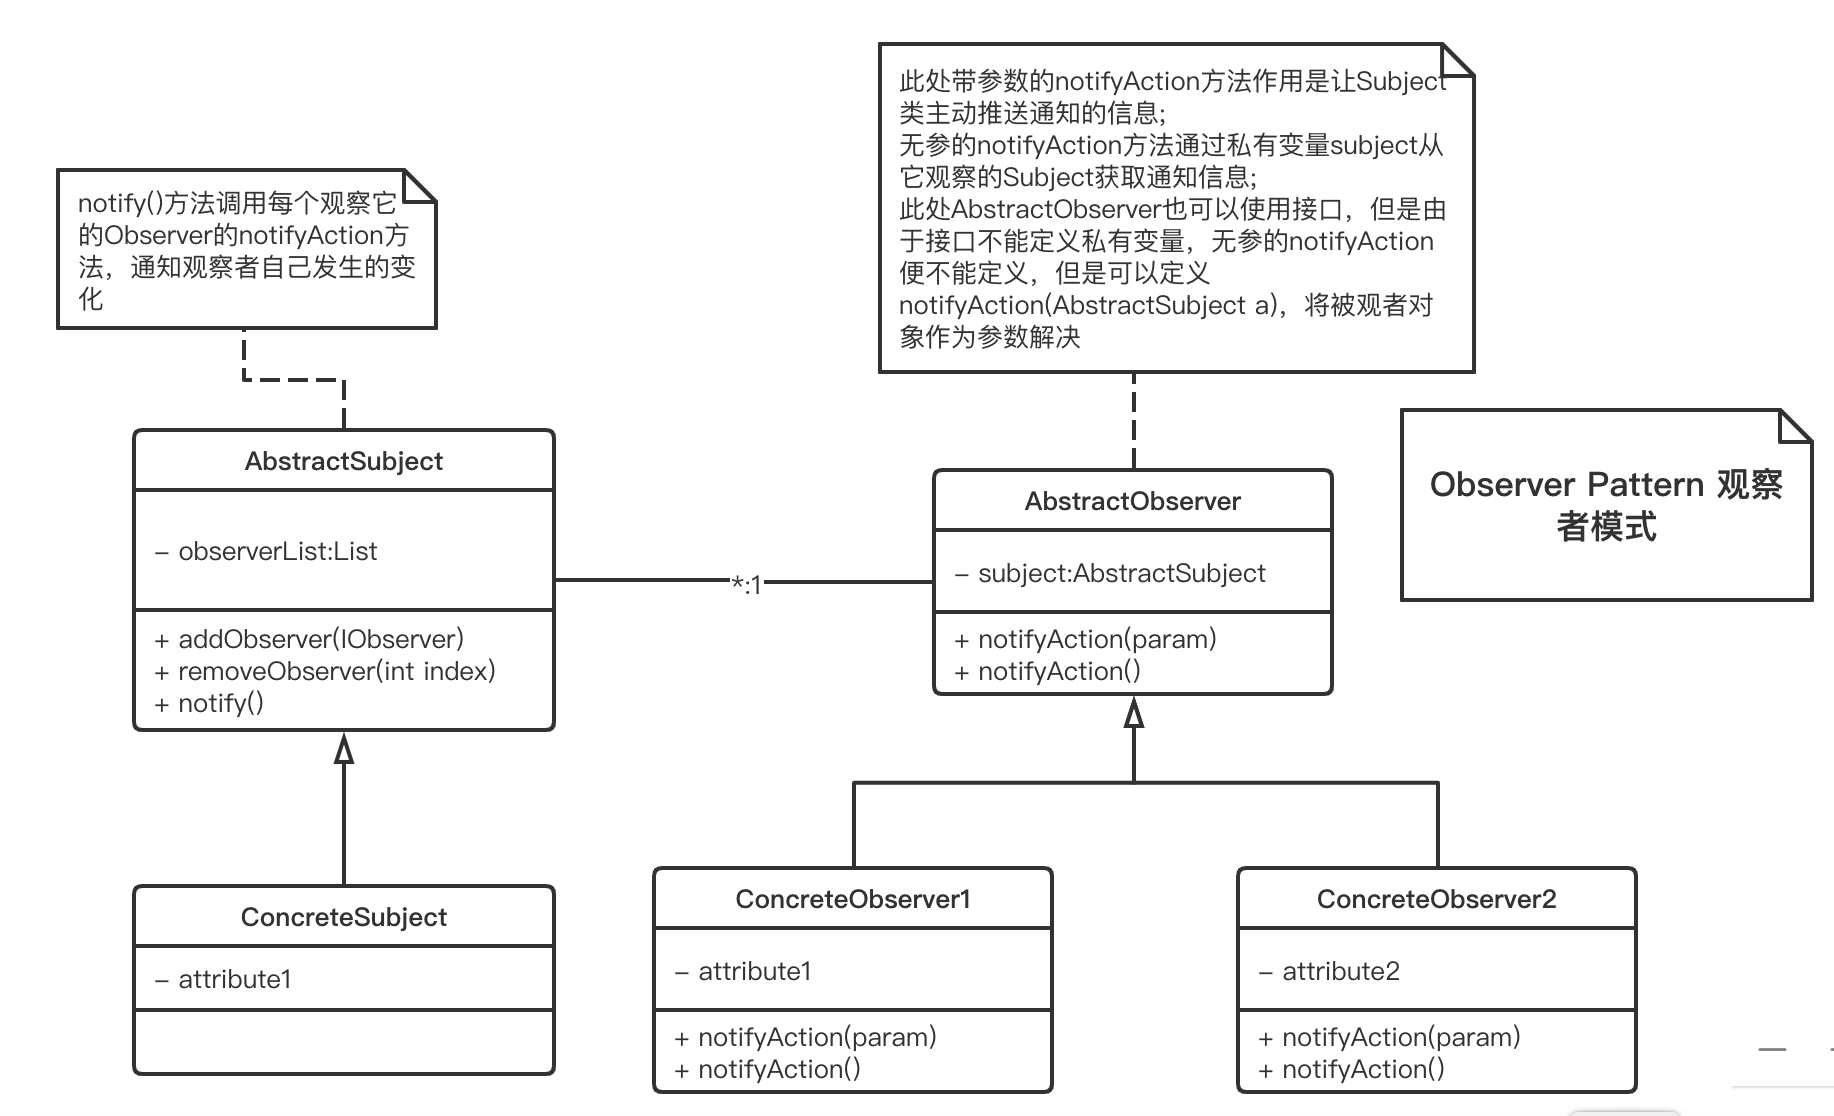 notify()方法调用每个观察它
的Observer的notifyAction方
法，通知观察者自己发生的变
化
此处带参数的notifyAction方法作用是让Subject
类主动推送通知的信息;
无参的notifyAction方法通过私有变量subject从
它观察的Subject获取通知信息;
此处AbstractObserver也可以使用接口，但是由
于接口不能定义私有变量，无参的notifyAction
便不能定义，但是可以定义
notifyAction(AbstractSubject a)，将被观者对
象作为参数解决
Observer Pattern 观察
者模式
AbstractSubject
– observerList:List
+ addObserver(IObserver)
+ removeObserver(int index)
+ notify()
*:1
AbstractObserver
– subject:AbstractSubject
+ notifyAction(param)
+ notifyAction()
ConcreteSubject
– attribute1
ConcreteObserver1
– attribute1
+ notifyAction(param)
+ notifyAction()
ConcreteObserver2
– attribute2
+ notifyAction(param)
+ notifyAction()